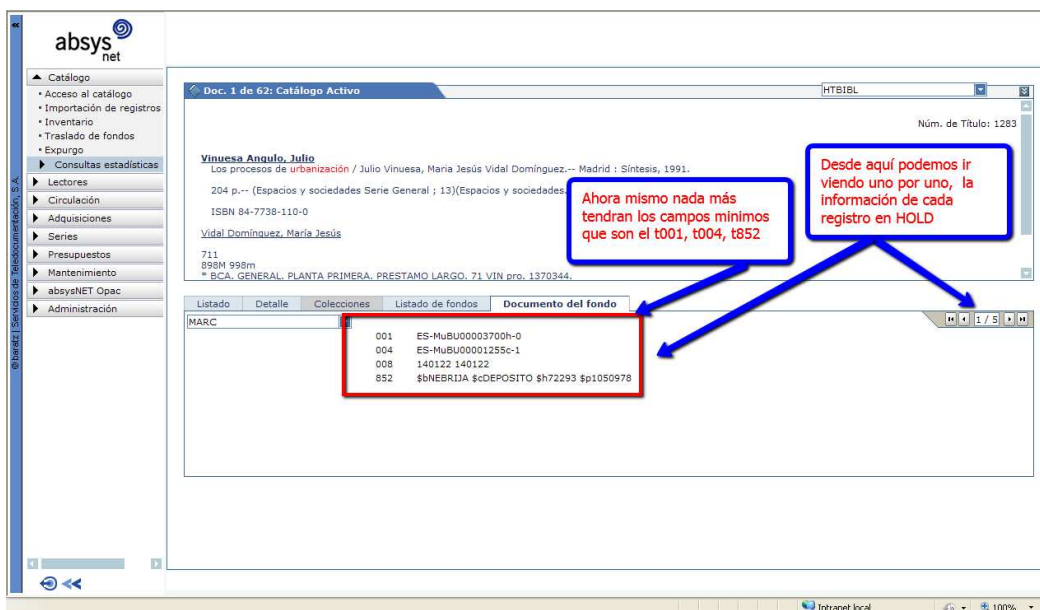 absys
net
Catálogo
Acceso al catálogo
Importación de registros
Inventario
Traslado de fondos
Expurgo
Consultas estadísticas
Lectores
Circulación
Adquisiciones
Series
Presupuestos
Mantenimiento
absysNET Opac
Administración
© baratz | Servicios de Teledocumentación, S.A.
Doc. 1 de 62: Catálogo Activo
HTBIBL
Núm. de Título: 1283
Vinuesa Angulo, Julio
Los procesos de urbanización / Julio Vinuesa, Maria Jesús Vidal Domínguez.-- Madrid : Síntesis, 1991.
204 p.-- (Espacios y sociedades Serie General ; 13)(Espacios y sociedades.
ISBN 84-7738-110-0
Vidal Domínguez, María Jesús
711
898M 998m
* BCA. GENERAL. PLANTA PRIMERA. PRESTAMO LARGO. 71 VIN pro. 1370344.
Ahora mismo nada más
tendran los campos minimos
que son el t001, t004, t852
Desde aquí podemos ir
viendo uno por uno, la
información de cada
registro en HOLD
Listado Detalle Colecciones Listado de fondos Documento del fondo
MARC
1 / 5
001 ES-MuBU00003700h-0
004 ES-MuBU00001255c-1
008 140122 140122
852 $bNEBRIJA $cDEPOSITO $h72293 $p1050978
Intranet local
100%